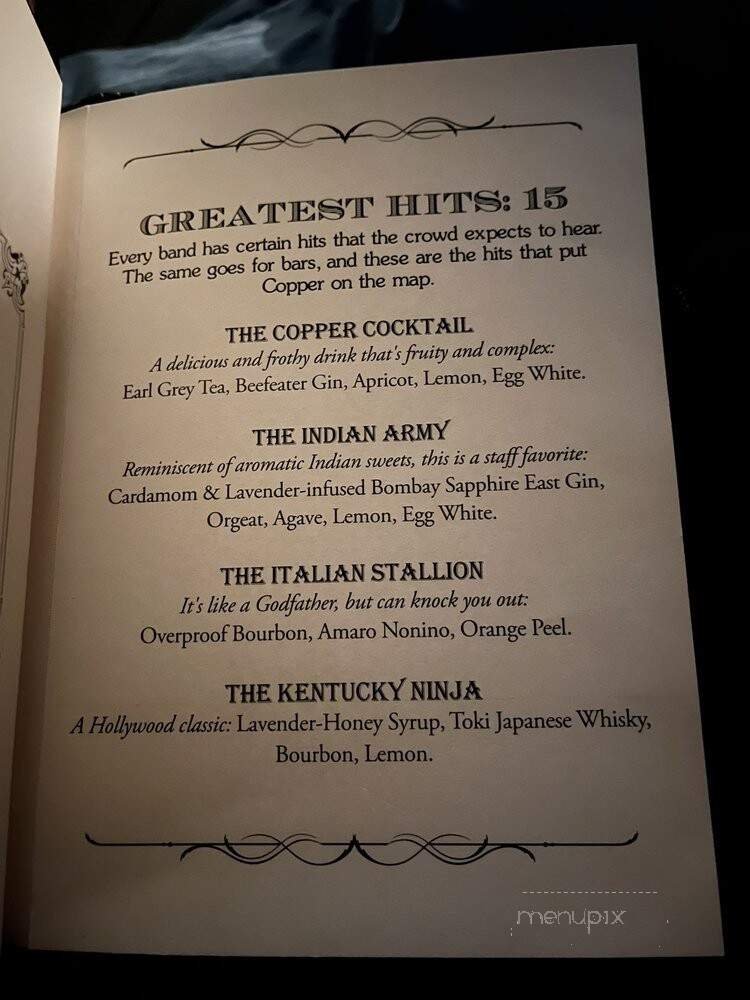 GREATEST HITS: 15
Every band has certain hits that the crowd expects to hear.
The same goes for bars, and these are the hits that put
Copper on the map.
THE COPPER COCKTAIL
A delicious and frothy drink that's fruity and complex:
Earl Grey Tea, Beefeater Gin, Apricot, Lemon, Egg White.
THE INDIAN ARMY
Reminiscent of aromatic Indian sweets, this is a staff favorite:
Cardamom & Lavender-infused Bombay Sapphire East Gin,
Orgeat, Agave, Lemon, Egg White.
THE ITALIAN STALLION
It's like a Godfather, but can knock you out:
Overproof Bourbon, Amaro Nonino, Orange Peel.
THE KENTUCKY NINJA
A Hollywood classic: Lavender-Honey Syrup, Toki Japanese Whisky,
Bourbon, Lemon.
menupix